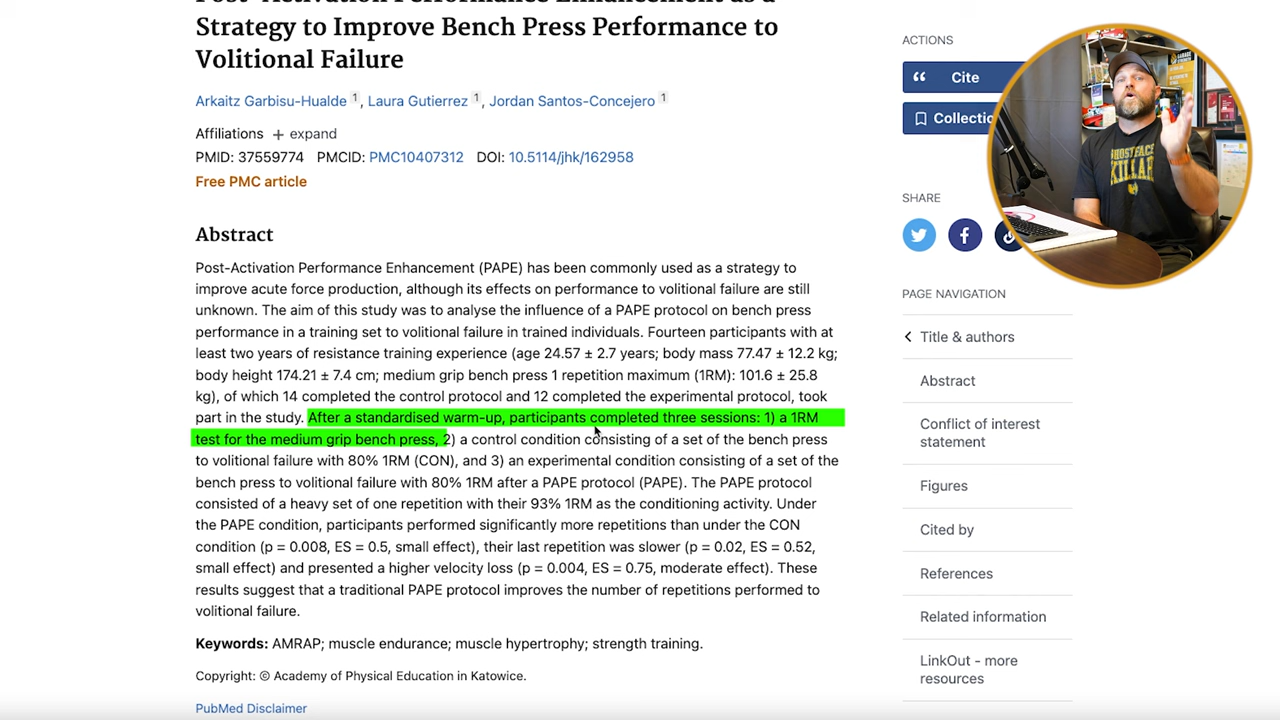 Post-Activation Performance Enhancement as a
Strategy to Improve Bench Press Performance to
Volitional Failure
Arkaitz Garbisu-Hualde 1, Laura Gutierrez 1, Jordan Santos-Concejero 1
Affiliations + expand
PMID: 37559774 PMCID: PMC10407312 DOI: 10.5114/jhk/162958
Free PMC article
Abstract
Post-Activation Performance Enhancement (PAPE) has been commonly used as a strategy to
improve acute force production, although its effects on performance to volitional failure are still
unknown. The aim of this study was to analyse the influence of a PAPE protocol on bench press
performance in a training set to volitional failure in trained individuals. Fourteen participants with at
least two years of resistance training experience (age 24.57 ± 2.7 years; body mass 77.47 ± 12.2 kg;
body height 174.21 ± 7.4 cm; medium grip bench press 1 repetition maximum (1RM): 101.6 ± 25.8
kg), of which 14 completed the control protocol and 12 completed the experimental protocol, took
part in the study. After a standardised warm-up, participants completed three sessions: 1) a 1RM
test for the medium grip bench press, 2) a control condition consisting of a set of the bench press
to volitional failure with 80% 1RM (CON), and 3) an experimental condition consisting of a set of the
bench press to volitional failure with 80% 1RM after a PAPE protocol (PAPE). The PAPE protocol
consisted of a heavy set of one repetition with their 93% 1RM as the conditioning activity. Under
the PAPE condition, participants performed significantly more repetitions than under the CON
condition (p = 0.008, ES = 0.5, small effect), their last repetition was slower (p = 0.02, ES = 0.52,
small effect) and presented a higher velocity loss (p = 0.004, ES = 0.75, moderate effect). These
results suggest that a traditional PAPE protocol improves the number of repetitions performed to
volitional failure.
Keywords: AMRAP; muscle endurance; muscle hypertrophy; strength training.
Copyright: © Academy of Physical Education in Katowice.
PubMed Disclaimer
ACTIONS
Cite
Collectio
SHARE
PAGE NAVIGATION
Title & authors
Abstract
Conflict of interest
statement
Figures
Cited by
References
Related information
LinkOut - more
resources
GHOSTFACE
KILLAH